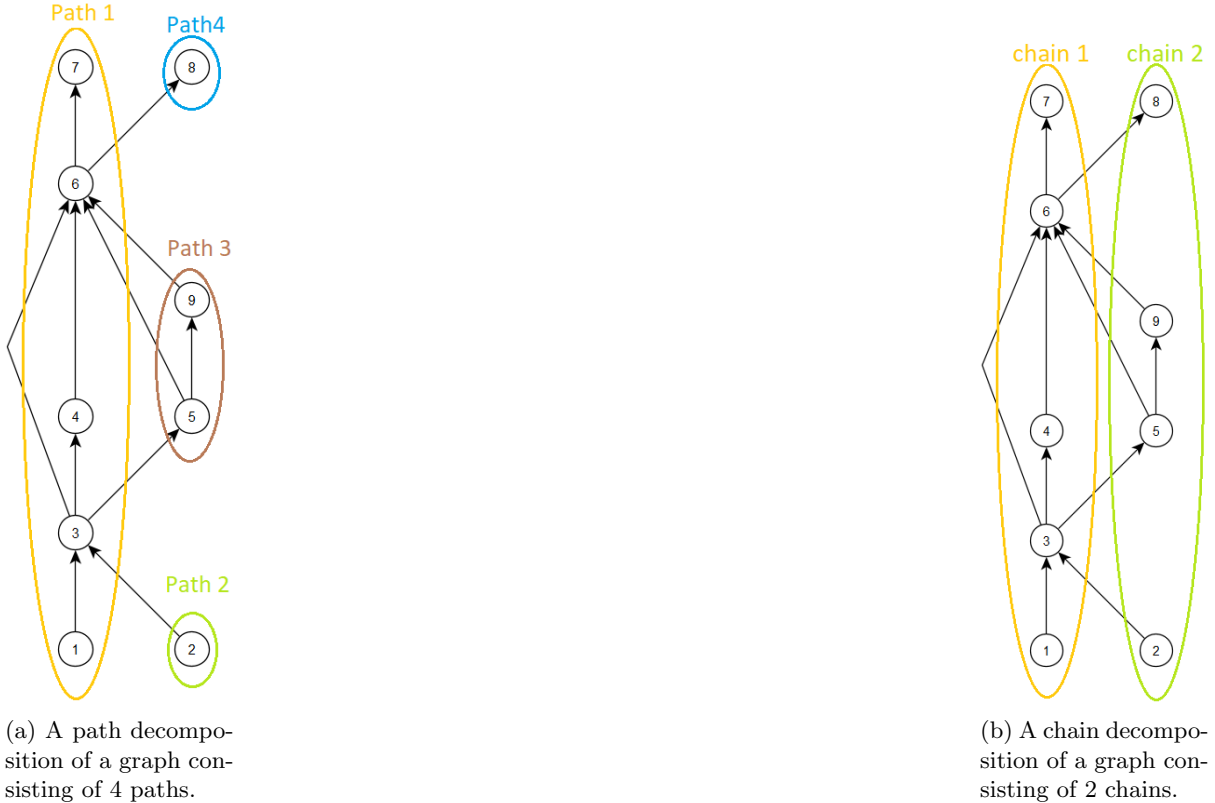 Path 1
Path4
7
8
6
Path 3
9
4
5
3
Path 2
1
2
(a) A path decompo-
sition of a graph con-
sisting of 4 paths.
chain 1
chain 2
7
8
6
9
4
5
3
1
2
(b) A chain decompo-
sition of a graph con-
sisting of 2 chains.